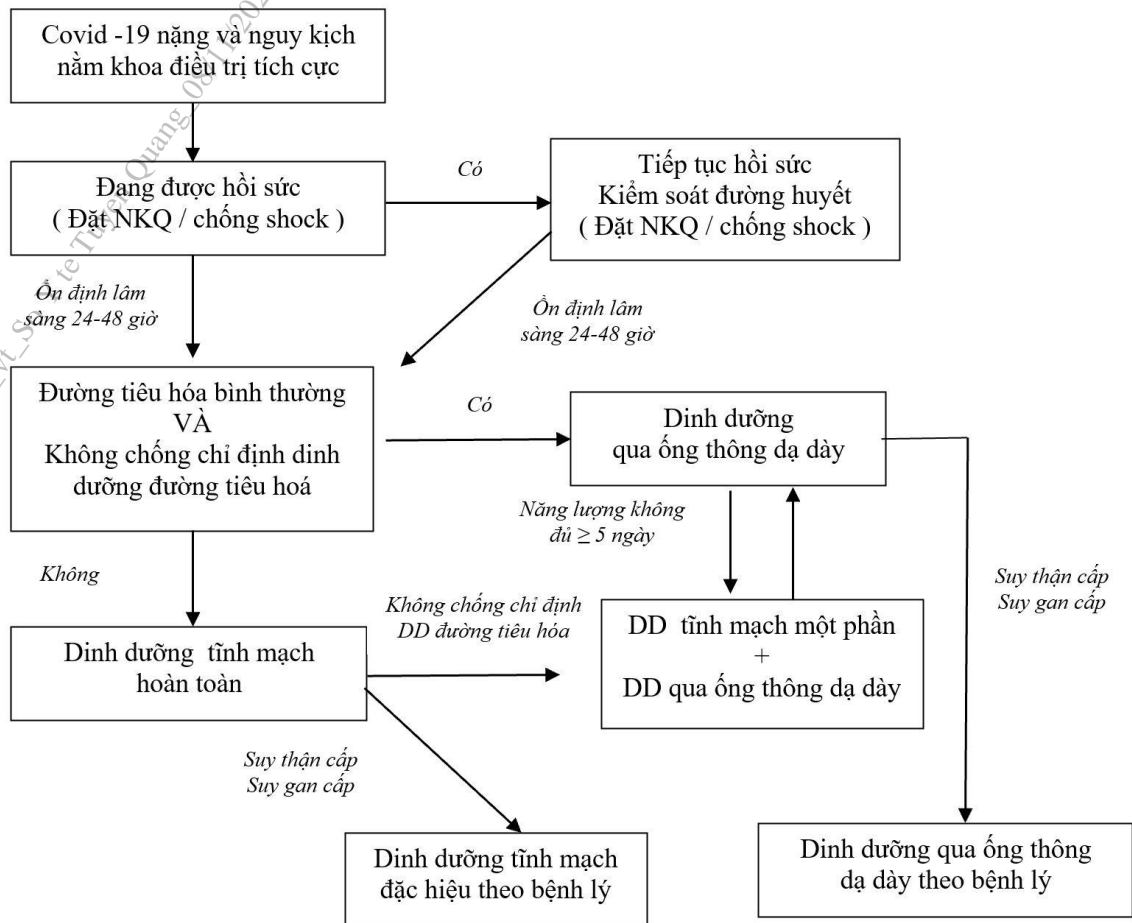 Covid -19 nặng và nguy kịch
nằm khoa điều trị tích cực
Đang được hồi sức
( Đặt NKQ / chống shock )
Có
Tiếp tục hồi sức
Kiểm soát đường huyết
( Đặt NKQ / chống shock )
Ổn định lâm
sàng 24-48 giờ
Ổn định lâm
sàng 24-48 giờ
Đường tiêu hóa bình thường
VÀ
Không chống chỉ định dinh
dưỡng đường tiêu hoá
Có
Dinh dưỡng
qua ống thông dạ dày
Năng lượng không
đủ ≥ 5 ngày
Không
Suy thận cấp
Suy gan cấp
Không chống chỉ định
DD đường tiêu hóa
Dinh dưỡng tĩnh mạch
hoàn toàn
DD tĩnh mạch một phần
+
DD qua ống thông dạ dày
Suy thận cấp
Suy gan cấp
Dinh dưỡng tĩnh mạch
đặc hiệu theo bệnh lý
Dinh dưỡng qua ống thông
dạ dày theo bệnh lý